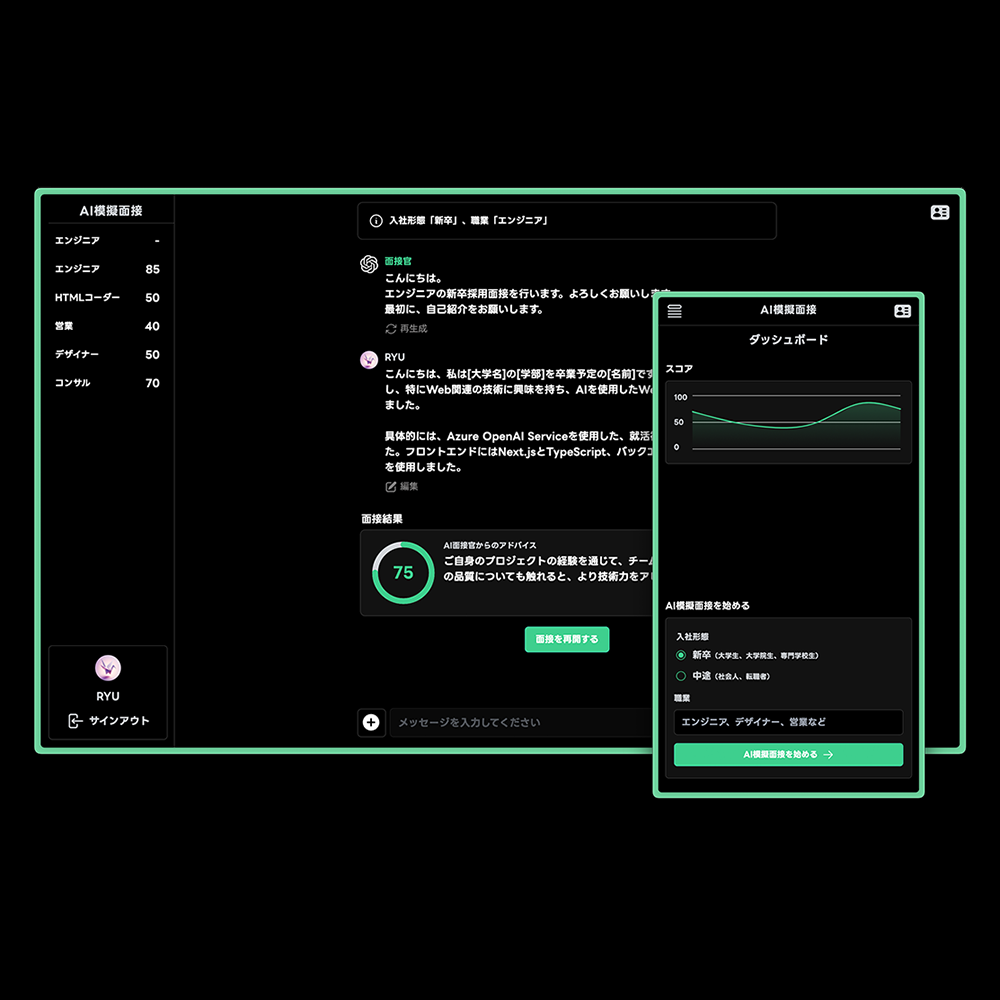 AI模擬面接
エンジニア -
エンジニア 85
HTMLコーダー 50
営業 40
デザイナー 50
コンサル 70
RYU
サインアウト
入社形態「新卒」、職業「エンジニア」
面接官
こんにちは。
エンジニアの新卒採用面接を行います。よろしくお願いします
最初に、自己紹介をお願いします。
再生成
RYU
こんにちは、私は[大学名]の[学部]を卒業予定の[名前]です
し、特にWeb関連の技術に興味を持ち、AIを使用したWe
ました。
具体的には、Azure OpenAI Serviceを使用した、就活
た。フロントエンドにはNext.jsとTypeScript、バックエ
を使用しました。
編集
面接結果
75
AI面接官からのアドバイス
ご自身のプロジェクトの経験を通じて、チーム
の品質についても触れると、より技術力をアピ
面接を再開する
メッセージを入力してください
AI模擬面接
ダッシュボード
スコア
100
50
0
AI模擬面接を始める
入社形態
新卒（大学生、大学院生、専門学校生）
中途（社会人、転職者）
職業
エンジニア、デザイナー、営業など
AI模擬面接を始める →